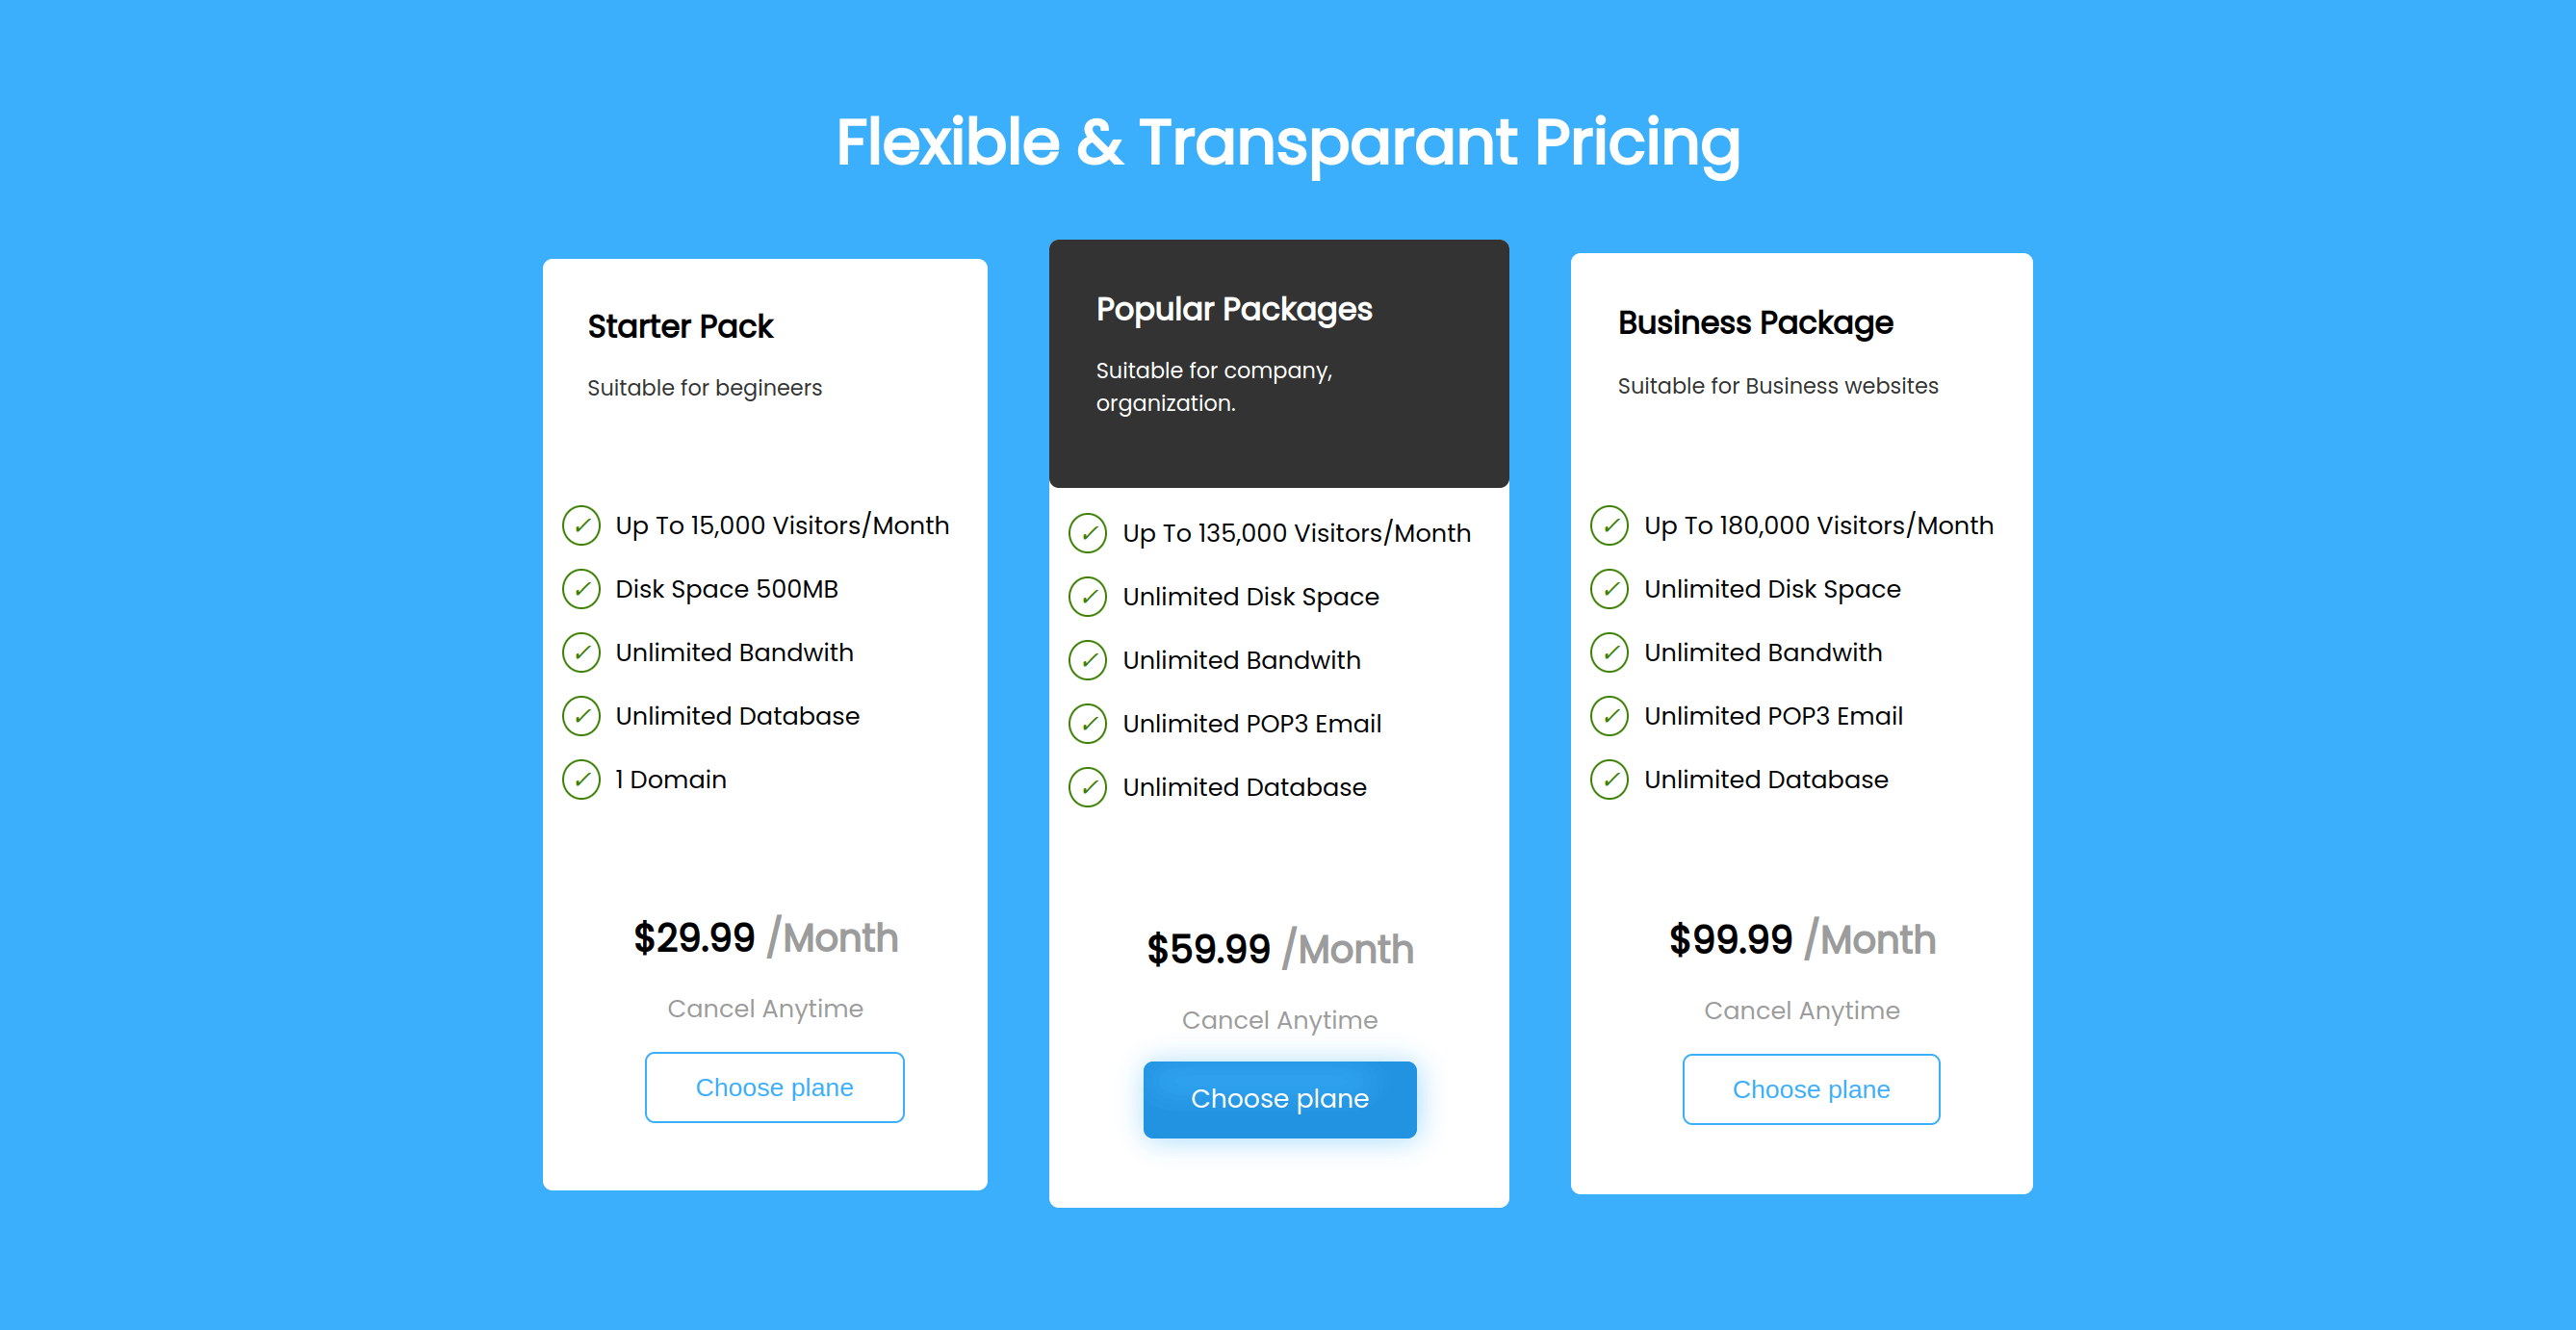 Flexible & Transparant Pricing
Starter Pack
Suitable for begineers
✓ Up To 15,000 Visitors/Month
✓ Disk Space 500MB
✓ Unlimited Bandwith
✓ Unlimited Database
✓ 1 Domain
$29.99 /Month
Cancel Anytime
Choose plane
Popular Packages
Suitable for company,
organization.
✓ Up To 135,000 Visitors/Month
✓ Unlimited Disk Space
✓ Unlimited Bandwith
✓ Unlimited POP3 Email
✓ Unlimited Database
$59.99 /Month
Cancel Anytime
Choose plane
Business Package
Suitable for Business websites
✓ Up To 180,000 Visitors/Month
✓ Unlimited Disk Space
✓ Unlimited Bandwith
✓ Unlimited POP3 Email
✓ Unlimited Database
$99.99 /Month
Cancel Anytime
Choose plane